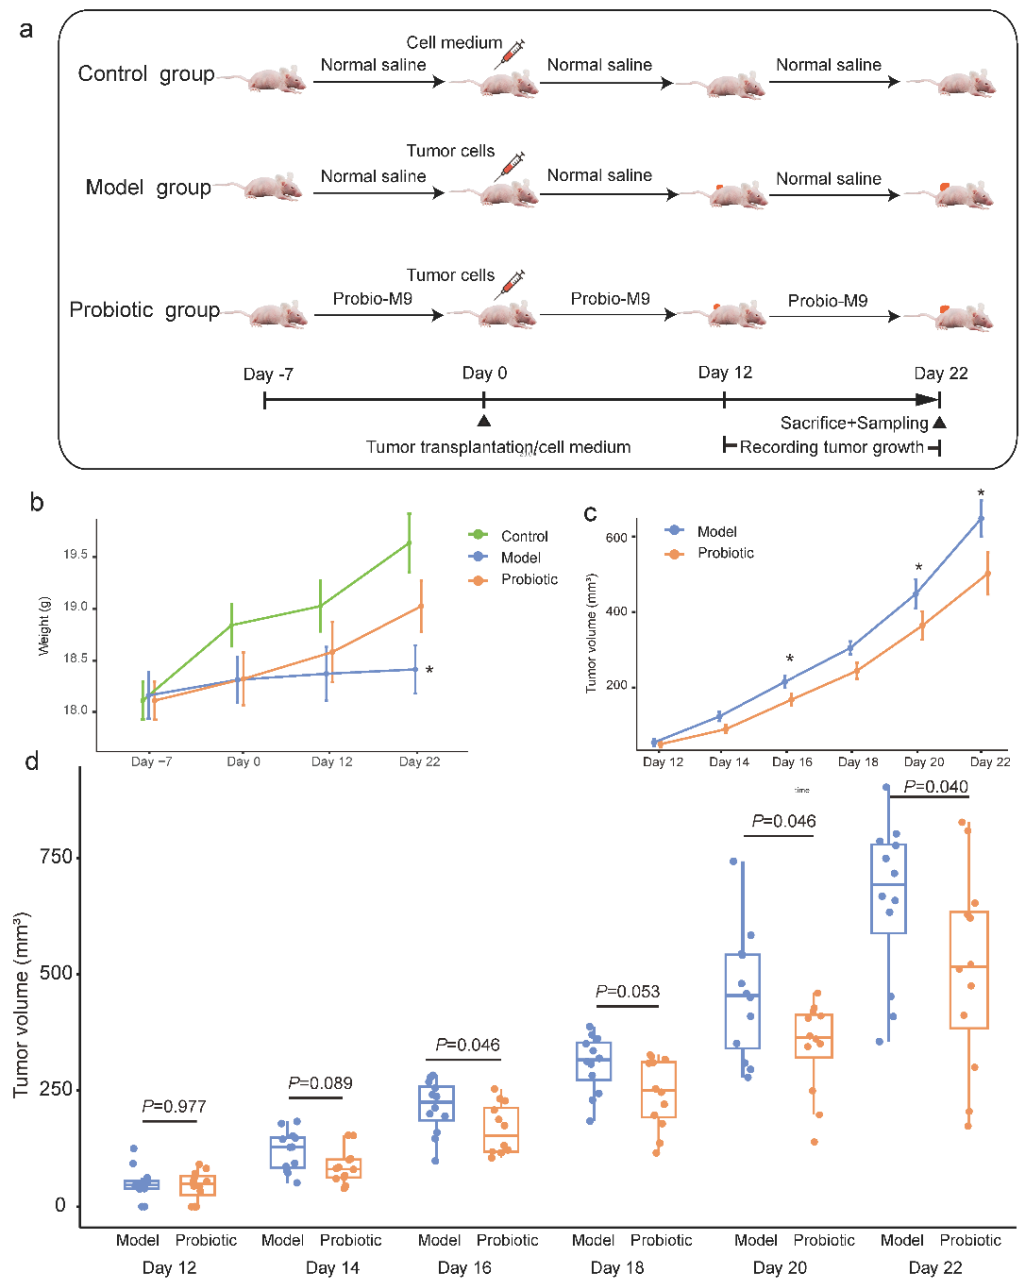 a
Cell medium
Control group
Normal saline
Normal saline
Normal saline
Tumor cells
Model group
Normal saline
Normal saline
Normal saline
Tumor cells
Probiotic group
Probio-M9
Probio-M9
Probio-M9
Day -7
Day 0
Day 12
Day 22
Sacrifice+Sampling
Tumor transplantation/cell medium
Recording tumor growth
b
Weight (g)
19.5
19.0
18.5
18.0
Control
Model
Probiotic
*
Day −7
Day 0
Day 12
Day 22
c
Tumor volume (mm³)
600
400
200
Model
Probiotic
*
*
*
Day 12
Day 14
Day 16
Day 18
Day 20
Day 22
time
d
Tumor volume (mm³)
750
500
250
0
P=0.977
P=0.089
P=0.046
P=0.053
P=0.046
P=0.040
Model Probiotic
Model Probiotic
Model Probiotic
Model Probiotic
Model Probiotic
Model Probiotic
Day 12
Day 14
Day 16
Day 18
Day 20
Day 22